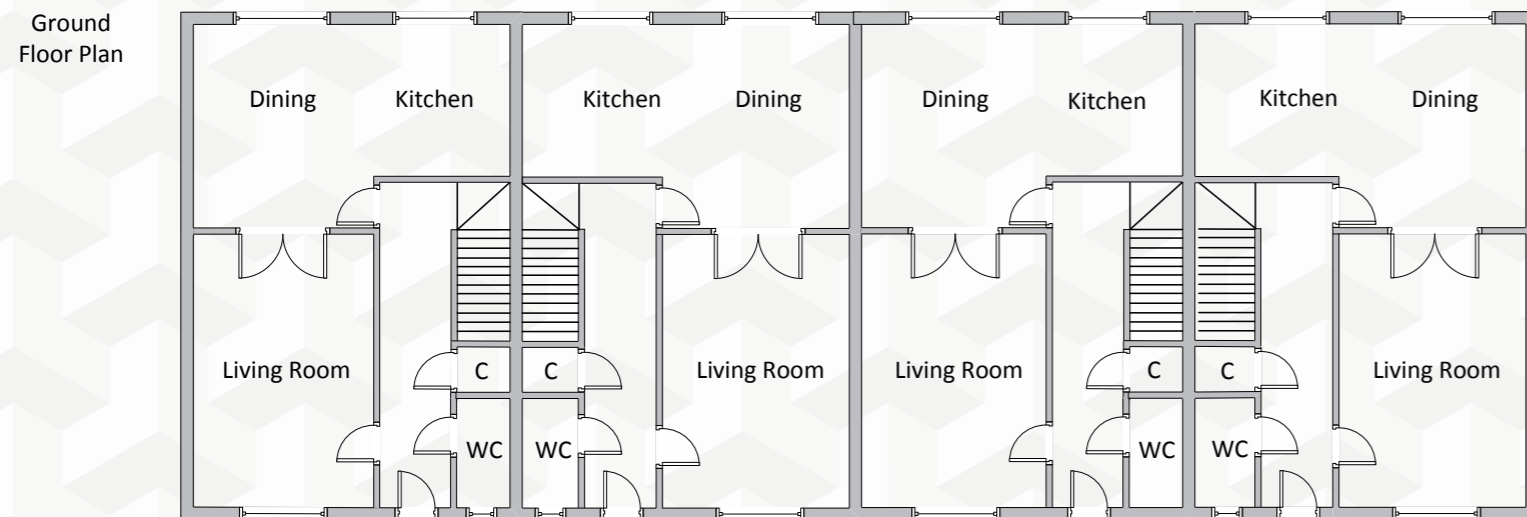 Ground
Floor Plan
Dining Kitchen Kitchen Dining Dining Kitchen Kitchen Dining
Living Room C C Living Room Living Room C C Living Room
WC WC WC WC